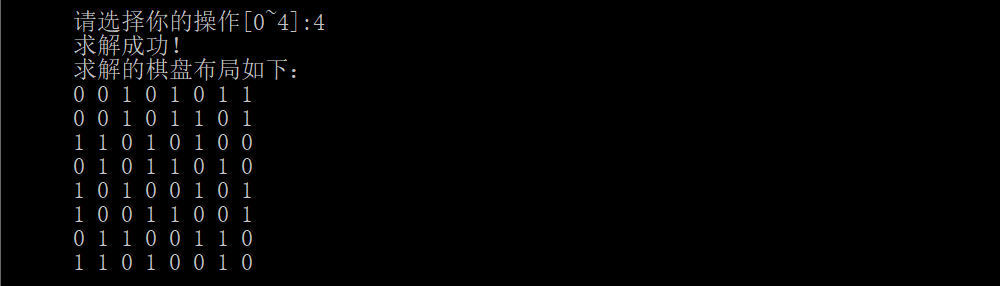 请选择你的操作[0~4]:4
求解成功!
求解的棋盘布局如下:
0 0 1 0 1 0 1 1
0 0 1 0 1 1 0 1
1 1 0 1 0 1 0 0
0 1 0 1 1 0 1 0
1 0 1 0 0 1 0 1
1 0 0 1 1 0 0 1
0 1 1 0 0 1 1 0
1 1 0 1 0 0 1 0